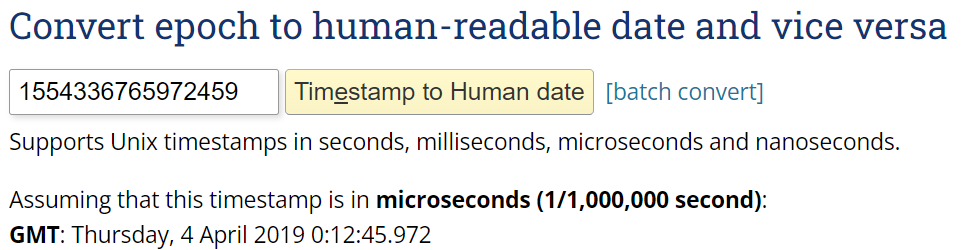 Convert epoch to human-readable date and vice versa
1554336765972459 Timestamp to Human date [batch convert]
Supports Unix timestamps in seconds, milliseconds, microseconds and nanoseconds.
Assuming that this timestamp is in microseconds (1/1,000,000 second):
GMT: Thursday, 4 April 2019 0:12:45.972